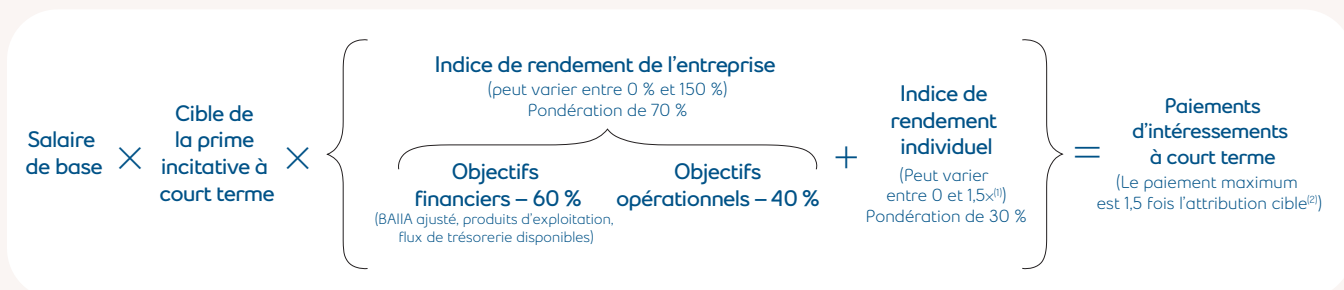 Salaire
de base
×
Cible de
la prime
incitative à
court terme
×
Indice de rendement de l’entreprise
(peut varier entre 0 % et 150 %)
Pondération de 70 %
Objectifs
financiers – 60 %
(BAIIA ajusté, produits d’exploitation,
flux de trésorerie disponibles)
Objectifs
opérationnels – 40 %
+
Indice de
rendement
individuel
(Peut varier
entre 0 et 1,5x(1))
Pondération de 30 %
=
Paiements
d’intéressements
à court terme
(Le paiement maximum
est 1,5 fois l’attribution cible(2))